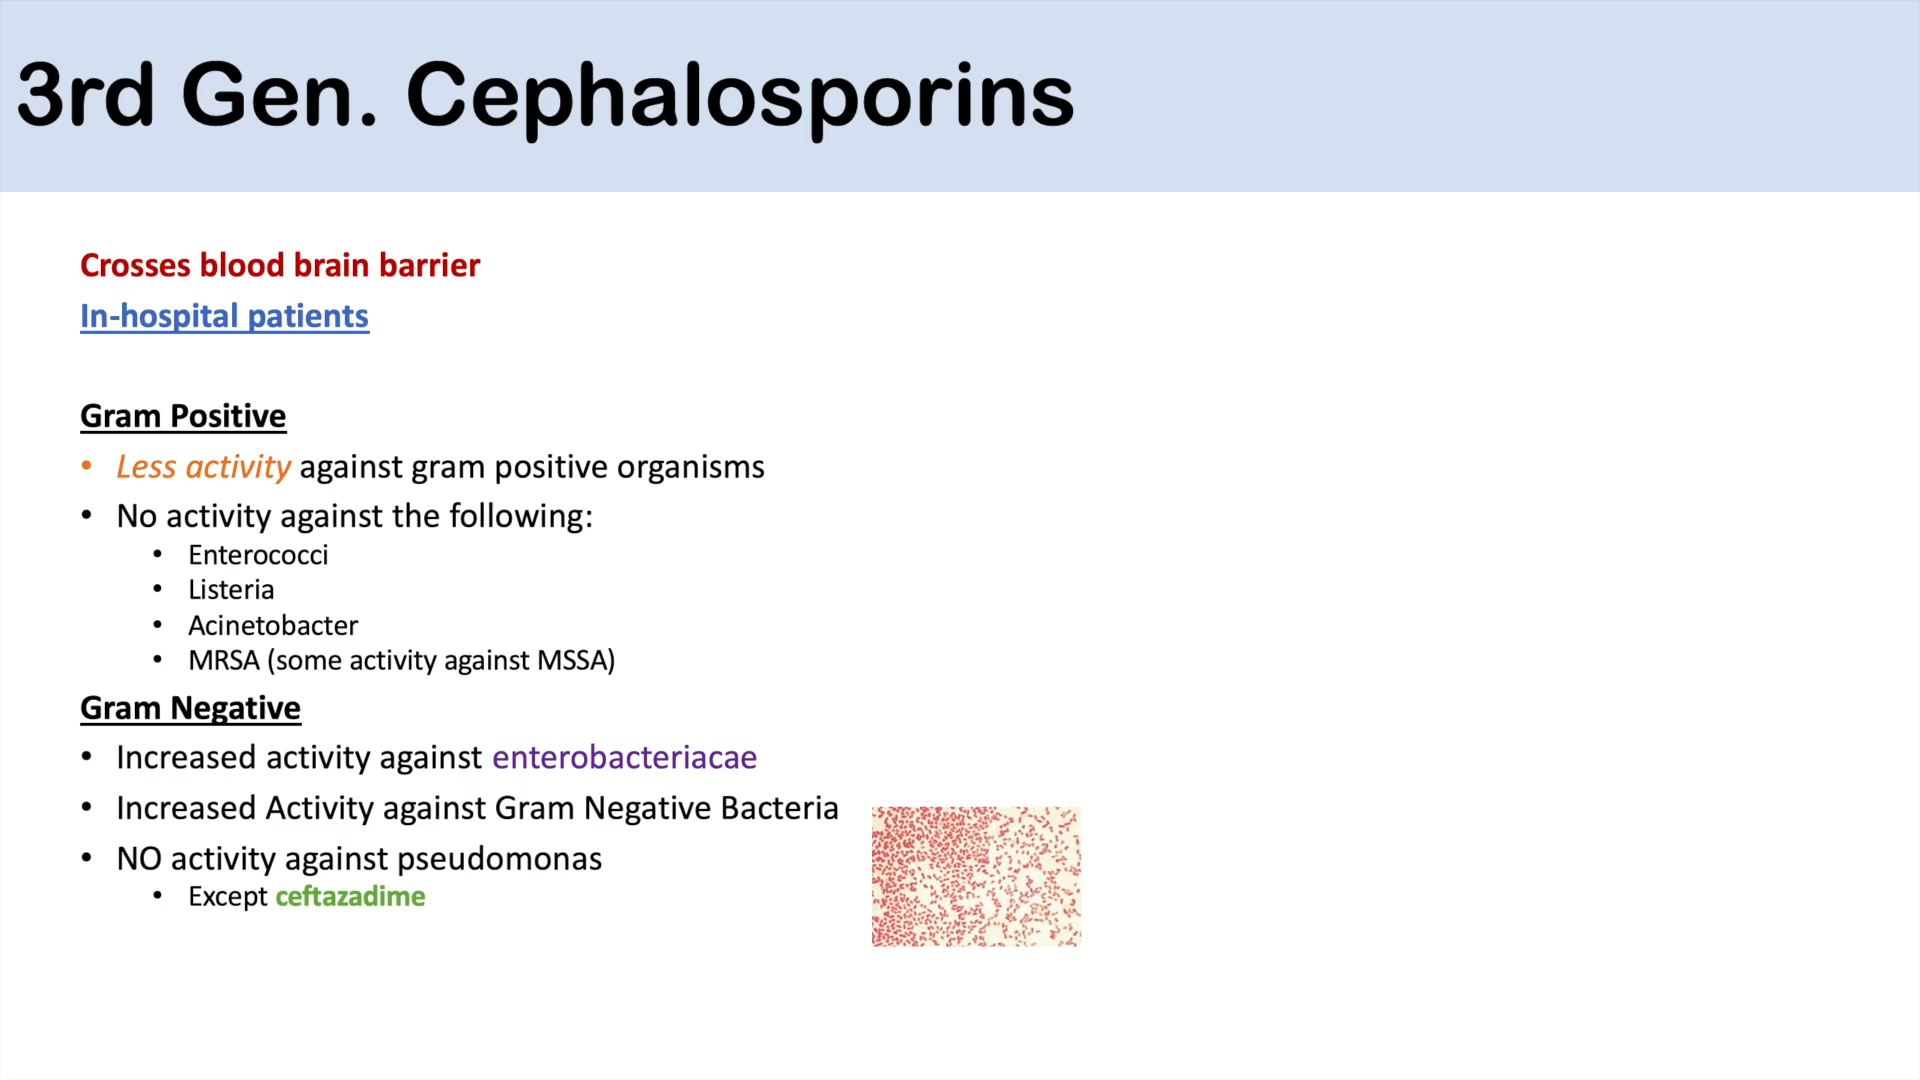 3rd Gen. Cephalosporins
Crosses blood brain barrier
In-hospital patients
Gram Positive
• Less activity against gram positive organisms
• No activity against the following:
• Enterococci
• Listeria
• Acinetobacter
• MRSA (some activity against MSSA)
Gram Negative
• Increased activity against enterobacteriacae
• Increased Activity against Gram Negative Bacteria
• NO activity against pseudomonas
• Except ceftazadime